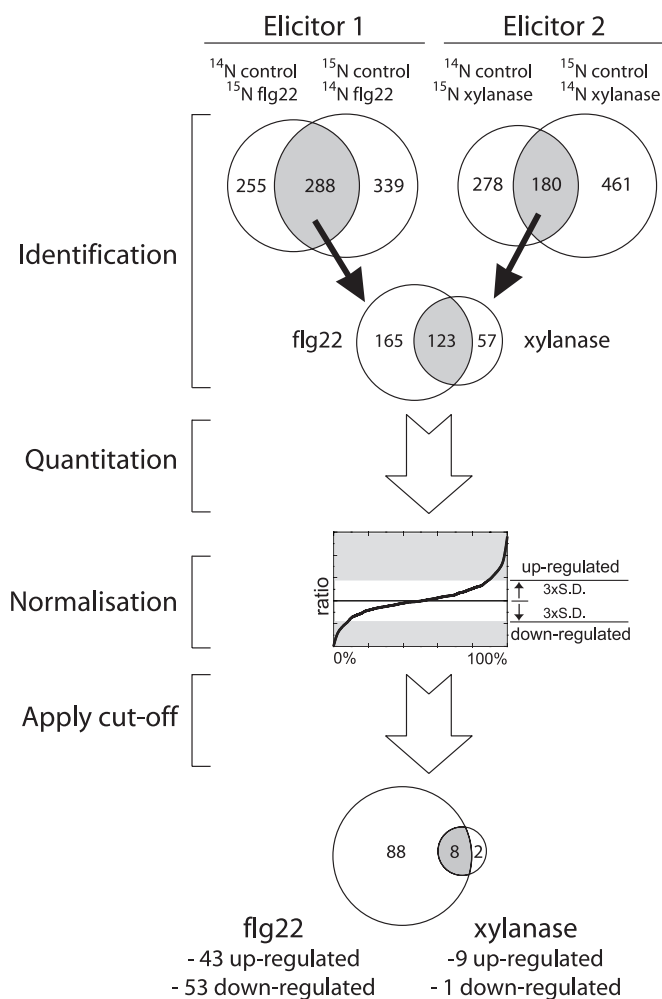 Elicitor 1
Elicitor 2
¹⁴N control
¹⁵N flg22
¹⁵N control
¹⁴N flg22
¹⁴N control
¹⁵N xylanase
¹⁵N control
¹⁴N xylanase
255 288 339
278 180 461
Identification
flg22 165 123 57 xylanase
Quantitation
Normalisation
ratio
up-regulated
3xS.D.
3xS.D.
down-regulated
0% 100%
Apply cut-off
88 8 2
flg22
- 43 up-regulated
- 53 down-regulated
xylanase
-9 up-regulated
- 1 down-regulated